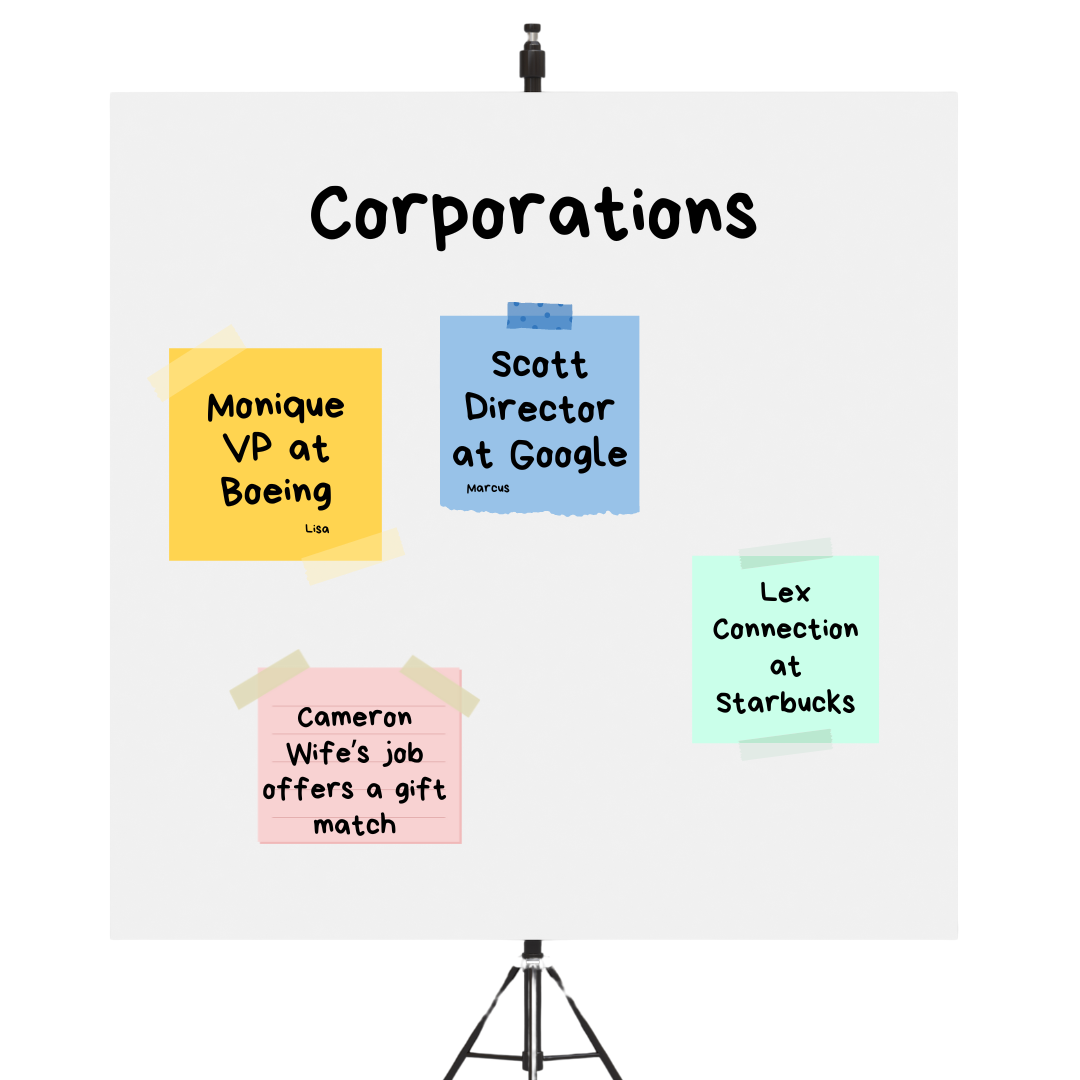 Corporations
Monique
VP at
Boeing
Lisa
Scott
Director
at Google
Marcus
Lex
Connection
at
Starbucks
Cameron
Wife's job
offers a gift
match